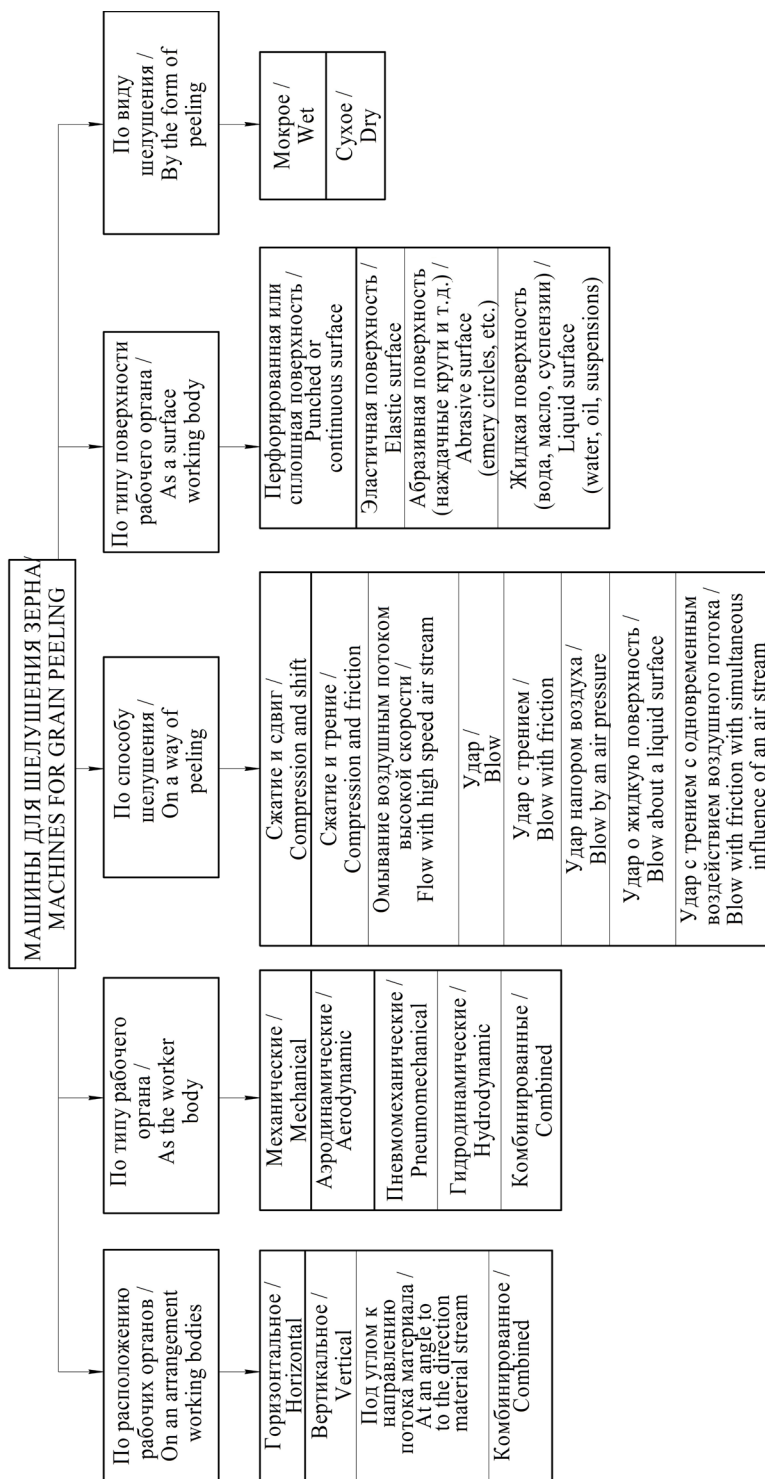 МАШИНЫ ДЛЯ ШЕЛУШЕНИЯ ЗЕРНА/
MACHINES FOR GRAIN PEELING
По расположению
рабочих органов /
On an arrangement
working bodies
Горизонтальное /
Horizontal
Вертикальное /
Vertical
Под углом к
направлению
потока материала /
At an angle to
to the direction
material stream
Комбинированное /
Combined
По типу рабочего
органа /
As the worker
body
Механические /
Mechanical
Аэродинамические /
Aerodynamic
Пневмомеханические /
Pneumomechanical
Гидродинамические /
Hydrodynamic
Комбинированные /
Combined
По способу
шелушения /
On a way of
peeling
Сжатие и сдвиг /
Compression and shift
Сжатие и трение /
Compression and friction
Омывание воздушным потоком
высокой скорости /
Flow with high speed air stream
Удар /
Blow
Удар с трением /
Blow with friction
Удар напором воздуха /
Blow by an air pressure
Удар о жидкую поверхность /
Blow about a liquid surface
Удар с трением с одновременным
воздействием воздушного потока /
Blow with friction with simultaneous
influence of an air stream
По типу поверхности
рабочего органа /
As a surface
working body
Перфорированная или
сплошная поверхность /
Punched or
continuous surface
Эластичная поверхность /
Elastic surface
Абразивная поверхность
(наждачные круги и т.д.) /
Abrasive surface
(emery circles, etc.)
Жидкая поверхность
(вода, масло, суспензии) /
Liquid surface
(water, oil, suspensions)
По виду
шелушения /
By the form of
peeling
Мокрое /
Wet
Сухое /
Dry